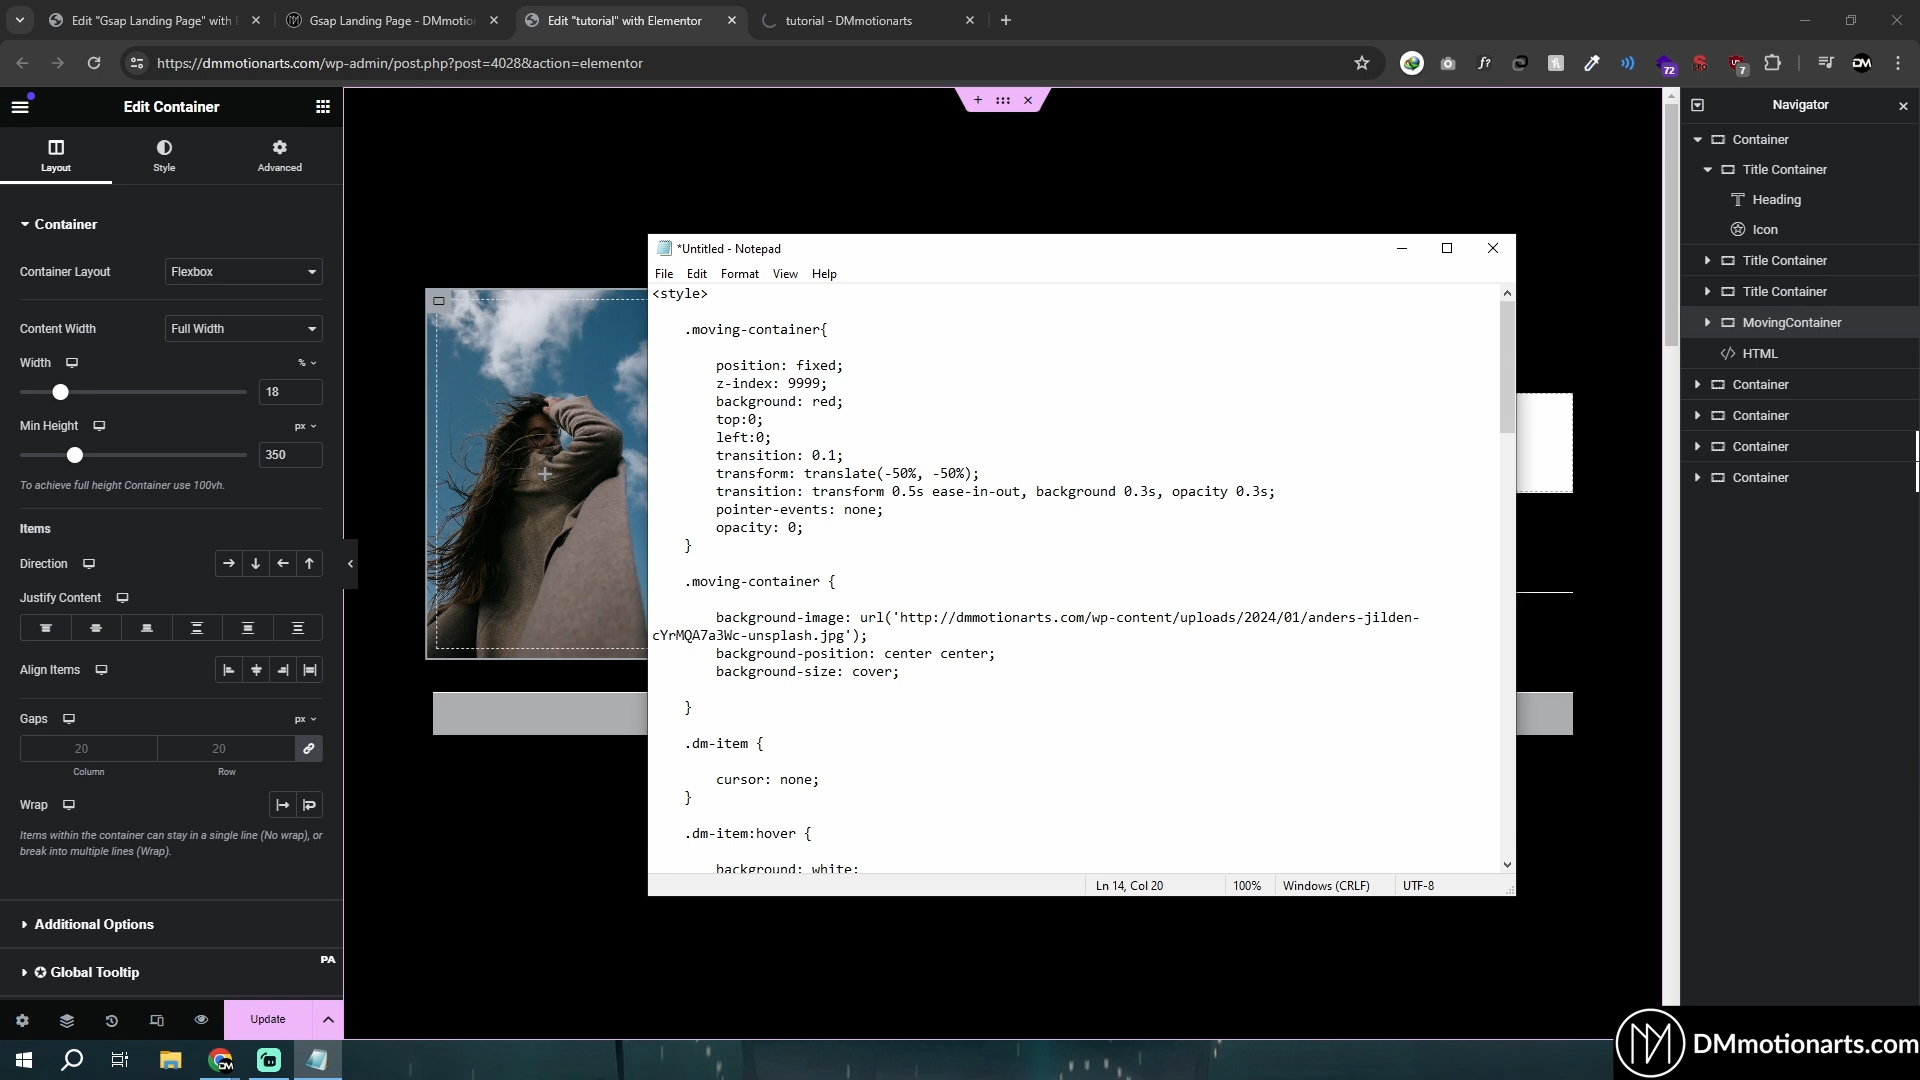 Edit "Gsap Landing Page" with
Gsap Landing Page - DMmotio
Edit "tutorial" with Elementor
tutorial - DMmotionarts
https://dmmotionarts.com/wp-admin/post.php?post=4028&action=elementor
f?
72
7
DM
Edit Container
Layout
Style
Advanced
Container
Container Layout
Flexbox
Content Width
Full Width
Width
%
18
Min Height
px
350
To achieve full height Container use 100vh.
Items
Direction
Justify Content
Align Items
Gaps
px
20
20
Column
Row
Wrap
Items within the container can stay in a single line (No wrap), or
break into multiple lines (Wrap).
Additional Options
PA
Global Tooltip
Update
*Untitled - Notepad
File
Edit
Format
View
Help
<style>
.moving-container{
position: fixed;
z-index: 9999;
background: red;
top:0;
left:0;
transition: 0.1;
transform: translate(-50%, -50%);
transition: transform 0.5s ease-in-out, background 0.3s, opacity 0.3s;
pointer-events: none;
opacity: 0;
}
.moving-container {
background-image: url('http://dmmotionarts.com/wp-content/uploads/2024/01/anders-jilden-
cYrMQA7a3Wc-unsplash.jpg');
background-position: center center;
background-size: cover;
}
.dm-item {
cursor: none;
}
.dm-item:hover {
background: white;
Ln 14, Col 20
100%
Windows (CRLF)
UTF-8
Navigator
Container
Title Container
Heading
Icon
Title Container
Title Container
MovingContainer
HTML
Container
Container
Container
Container
DMmotionarts.com